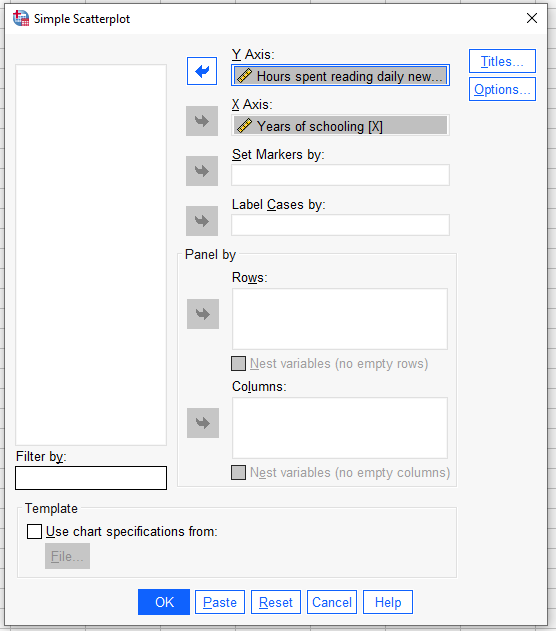 Simple Scatterplot
Y Axis:
Hours spent reading daily new...
X Axis:
Years of schooling [X]
Set Markers by:
Label Cases by:
Titles...
Options...
Panel by
Rows:
Nest variables (no empty rows)
Columns:
Nest variables (no empty columns)
Filter by:
Template
Use chart specifications from:
File...
OK Paste Reset Cancel Help